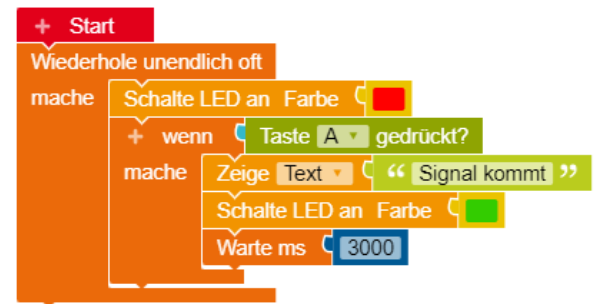 + Start
Wiederhole unendlich oft
mache Schalte LED an Farbe
+ wenn Taste A gedrückt?
mache Zeige Text “ Signal kommt ”
Schalte LED an Farbe
Warte ms 3000